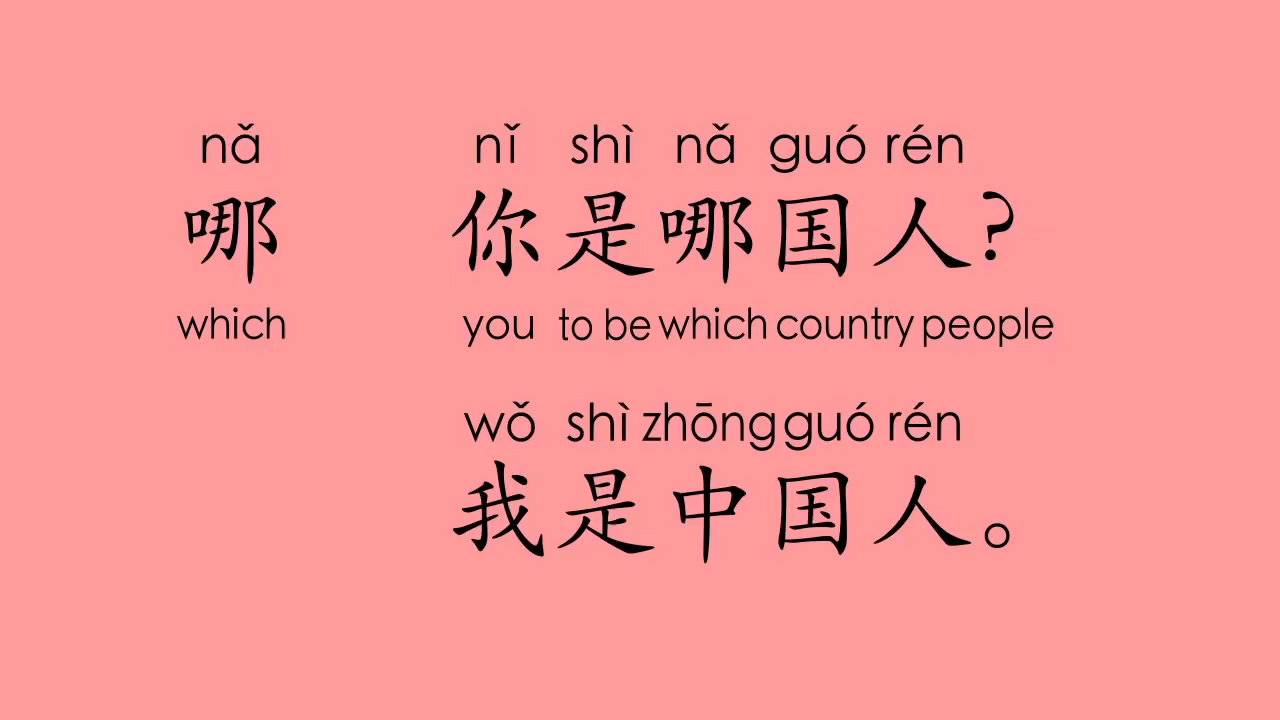 nǎ nǐ shì nǎ guó rén
哪 你是哪国人?
which you to be which country people
wǒ shì zhōng guó rén
我是中国人。